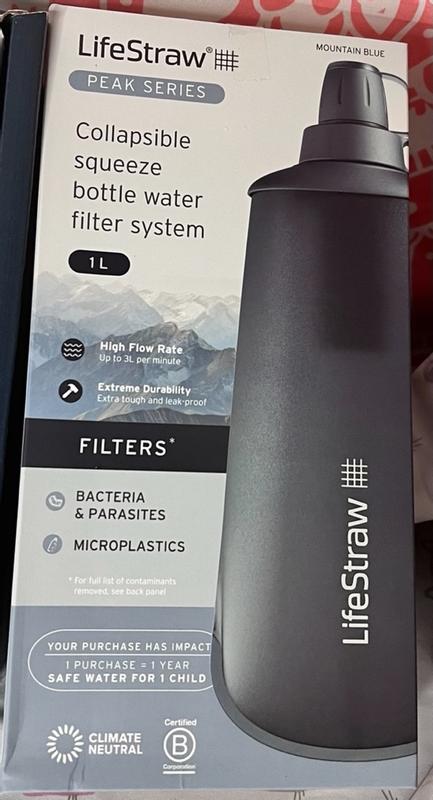 LifeStraw®
MOUNTAIN BLUE
PEAK SERIES
Collapsible
squeeze
bottle water
filter system
1 L
High Flow Rate
Up to 3L per minute
Extreme Durability
Extra tough and leak-proof
FILTERS*
BACTERIA
& PARASITES
MICROPLASTICS
* For full list of contaminants
removed, see back panel
YOUR PURCHASE HAS IMPACT
1 PURCHASE = 1 YEAR
SAFE WATER FOR 1 CHILD
CLIMATE
NEUTRAL
Certified
B
Corporation
LifeStraw